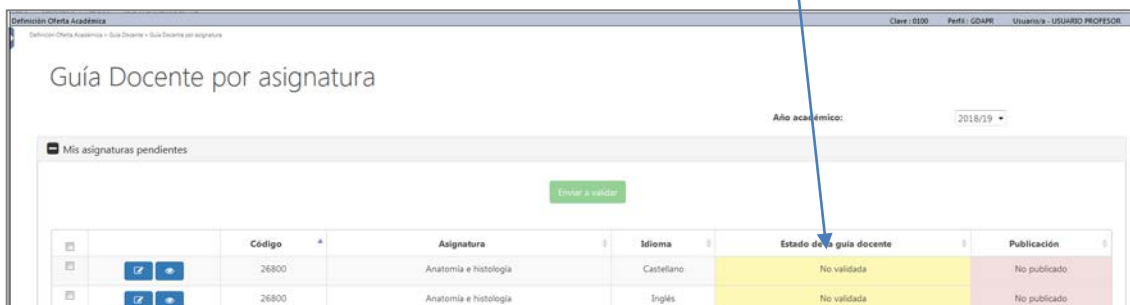 Definición Oferta Académica Clave : 0100 Perfil : GDAPR Usuario/a - USUARIO PROFESOR
Definición Oferta Académica » Guía Docente » Guía Docente por asignatura
Guía Docente por asignatura
Año académico: 2018/19
Mis asignaturas pendientes
Enviar a validar
Código Asignatura Idioma Estado de la guía docente Publicación
26800 Anatomía e histología Castellano No validada No publicado
26800 Anatomía e histología Inglés No validada No publicado